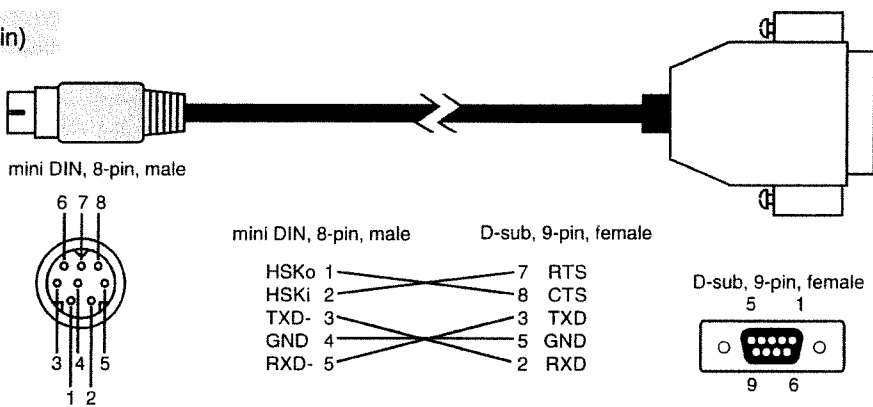 in)
mini DIN, 8-pin, male
6 7 8
3 4 5
1 2
mini DIN, 8-pin, male D-sub, 9-pin, female
HSKo 1 7 RTS
HSKi 2 8 CTS
TXD- 3 3 TXD
GND 4 5 GND
RXD- 5 2 RXD
D-sub, 9-pin, female
5 1
9 6